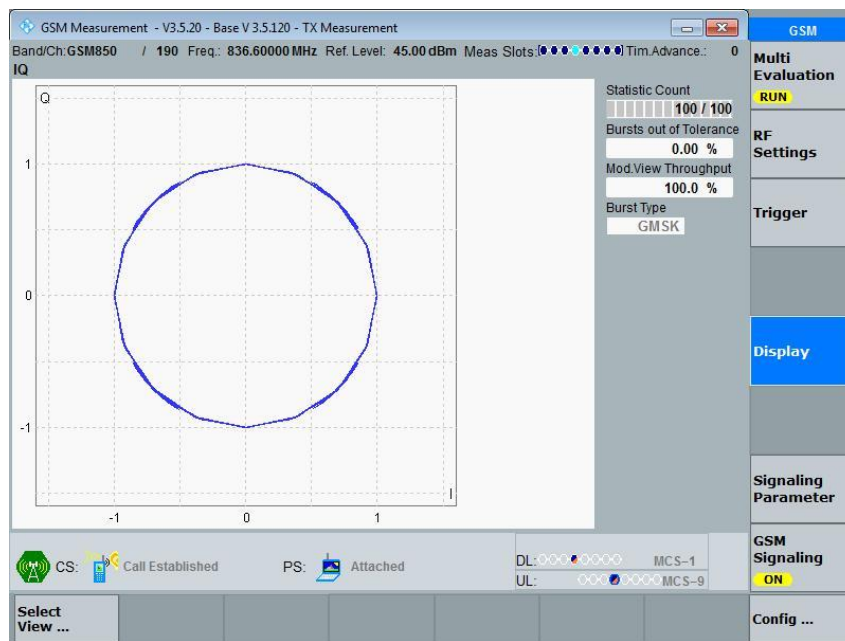 GSM Measurement - V3.5.20 - Base V 3.5.120 - TX Measurement
GSM
Band/Ch:GSM850 / 190 Freq.: 836.60000 MHz Ref. Level: 45.00 dBm Meas Slots: Tim.Advance.: 0
IQ
Multi
Evaluation
RUN
Q
Statistic Count
100 / 100
Bursts out of Tolerance
0.00 %
Mod.View Throughput
100.0 %
Burst Type
GMSK
RF
Settings
Trigger
1
0
-1
I
-1 0 1
Display
Signaling
Parameter
CS: Call Established PS: Attached
DL: MCS-1
UL: MCS-9
GSM
Signaling
ON
Select
View ...
Config ...